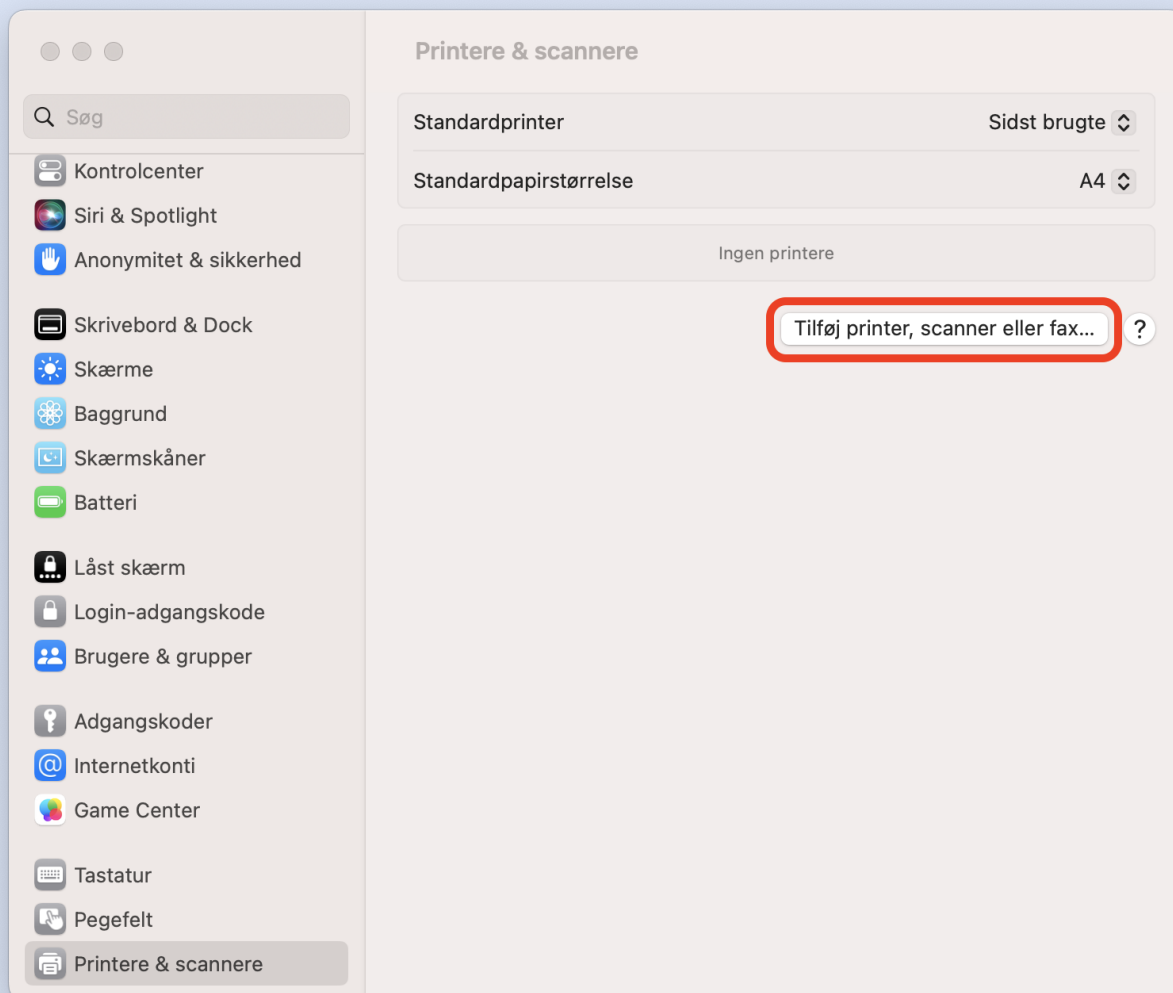 Printere & scannere
Søg
Kontrolcenter
Siri & Spotlight
Anonymitet & sikkerhed
Skrivebord & Dock
Skærme
Baggrund
Skærmskåner
Batteri
Låst skærm
Login-adgangskode
Brugere & grupper
Adgangskoder
Internetkonti
Game Center
Tastatur
Pegefelt
Printere & scannere
Standardprinter Sidst brugte
Standardpapirstørrelse A4
Ingen printere
Tilføj printer, scanner eller fax... ?